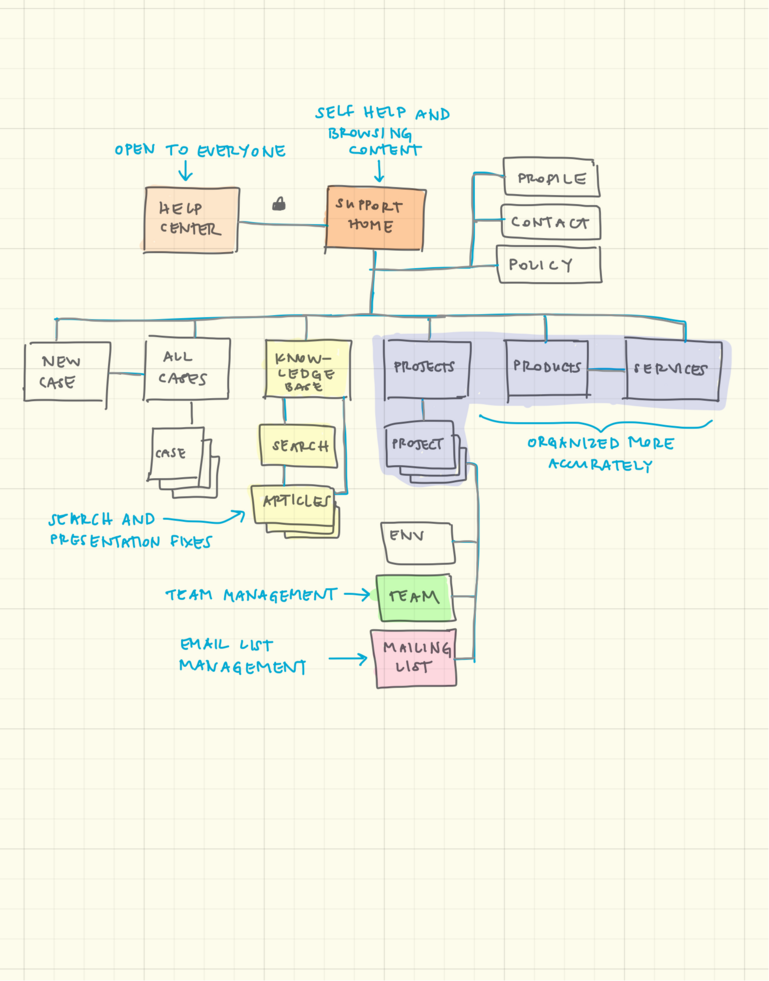 SELF HELP AND
BROWSING
CONTENT
OPEN TO EVERYONE
HELP
CENTER
SUPPORT
HOME
PROFILE
CONTACT
POLICY
NEW
CASE
ALL
CASES
KNOW-
LEDGE
BASE
PROJECTS
PRODUCTS
SERVICES
CASE
SEARCH
PROJECT
ORGANIZED MORE
ACCURATELY
ARTICLES
SEARCH AND
PRESENTATION FIXES
ENV
TEAM MANAGEMENT
TEAM
EMAIL LIST
MANAGEMENT
MAILING
LIST